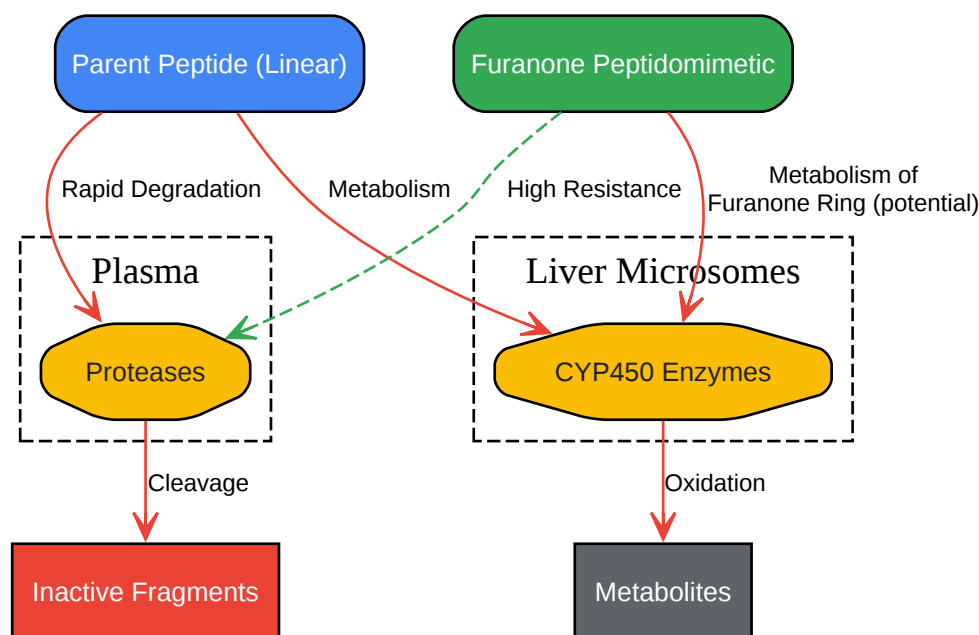 Parent Peptide (Linear)
Furanone Peptidomimetic
Rapid Degradation
Metabolism
High Resistance
Metabolism of
Furanone Ring (potential)
Plasma
Liver Microsomes
Proteases
CYP450 Enzymes
Cleavage
Oxidation
Inactive Fragments
Metabolites